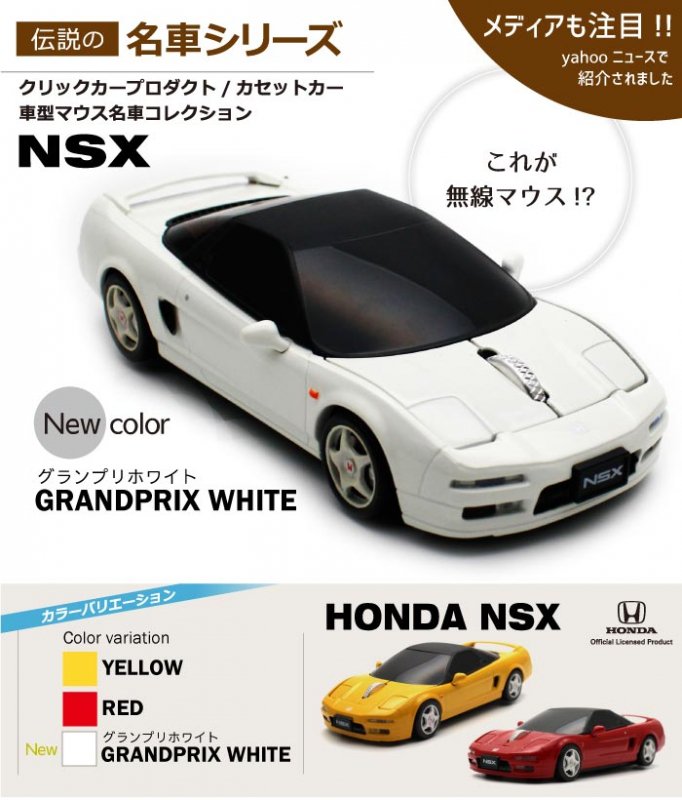 伝説の 名車シリーズ
メディアも注目!!
yahoo ニュースで
紹介されました
クリックカープロダクト / カセットカー
車型マウス名車コレクション
NSX
これが
無線マウス!?
NSX
New color
グランプリホワイト
GRANDPRIX WHITE
カラーバリエーション
Color variation
YELLOW
RED
New
グランプリホワイト
GRANDPRIX WHITE
HONDA NSX
HONDA
Official Licensed Product
NSX